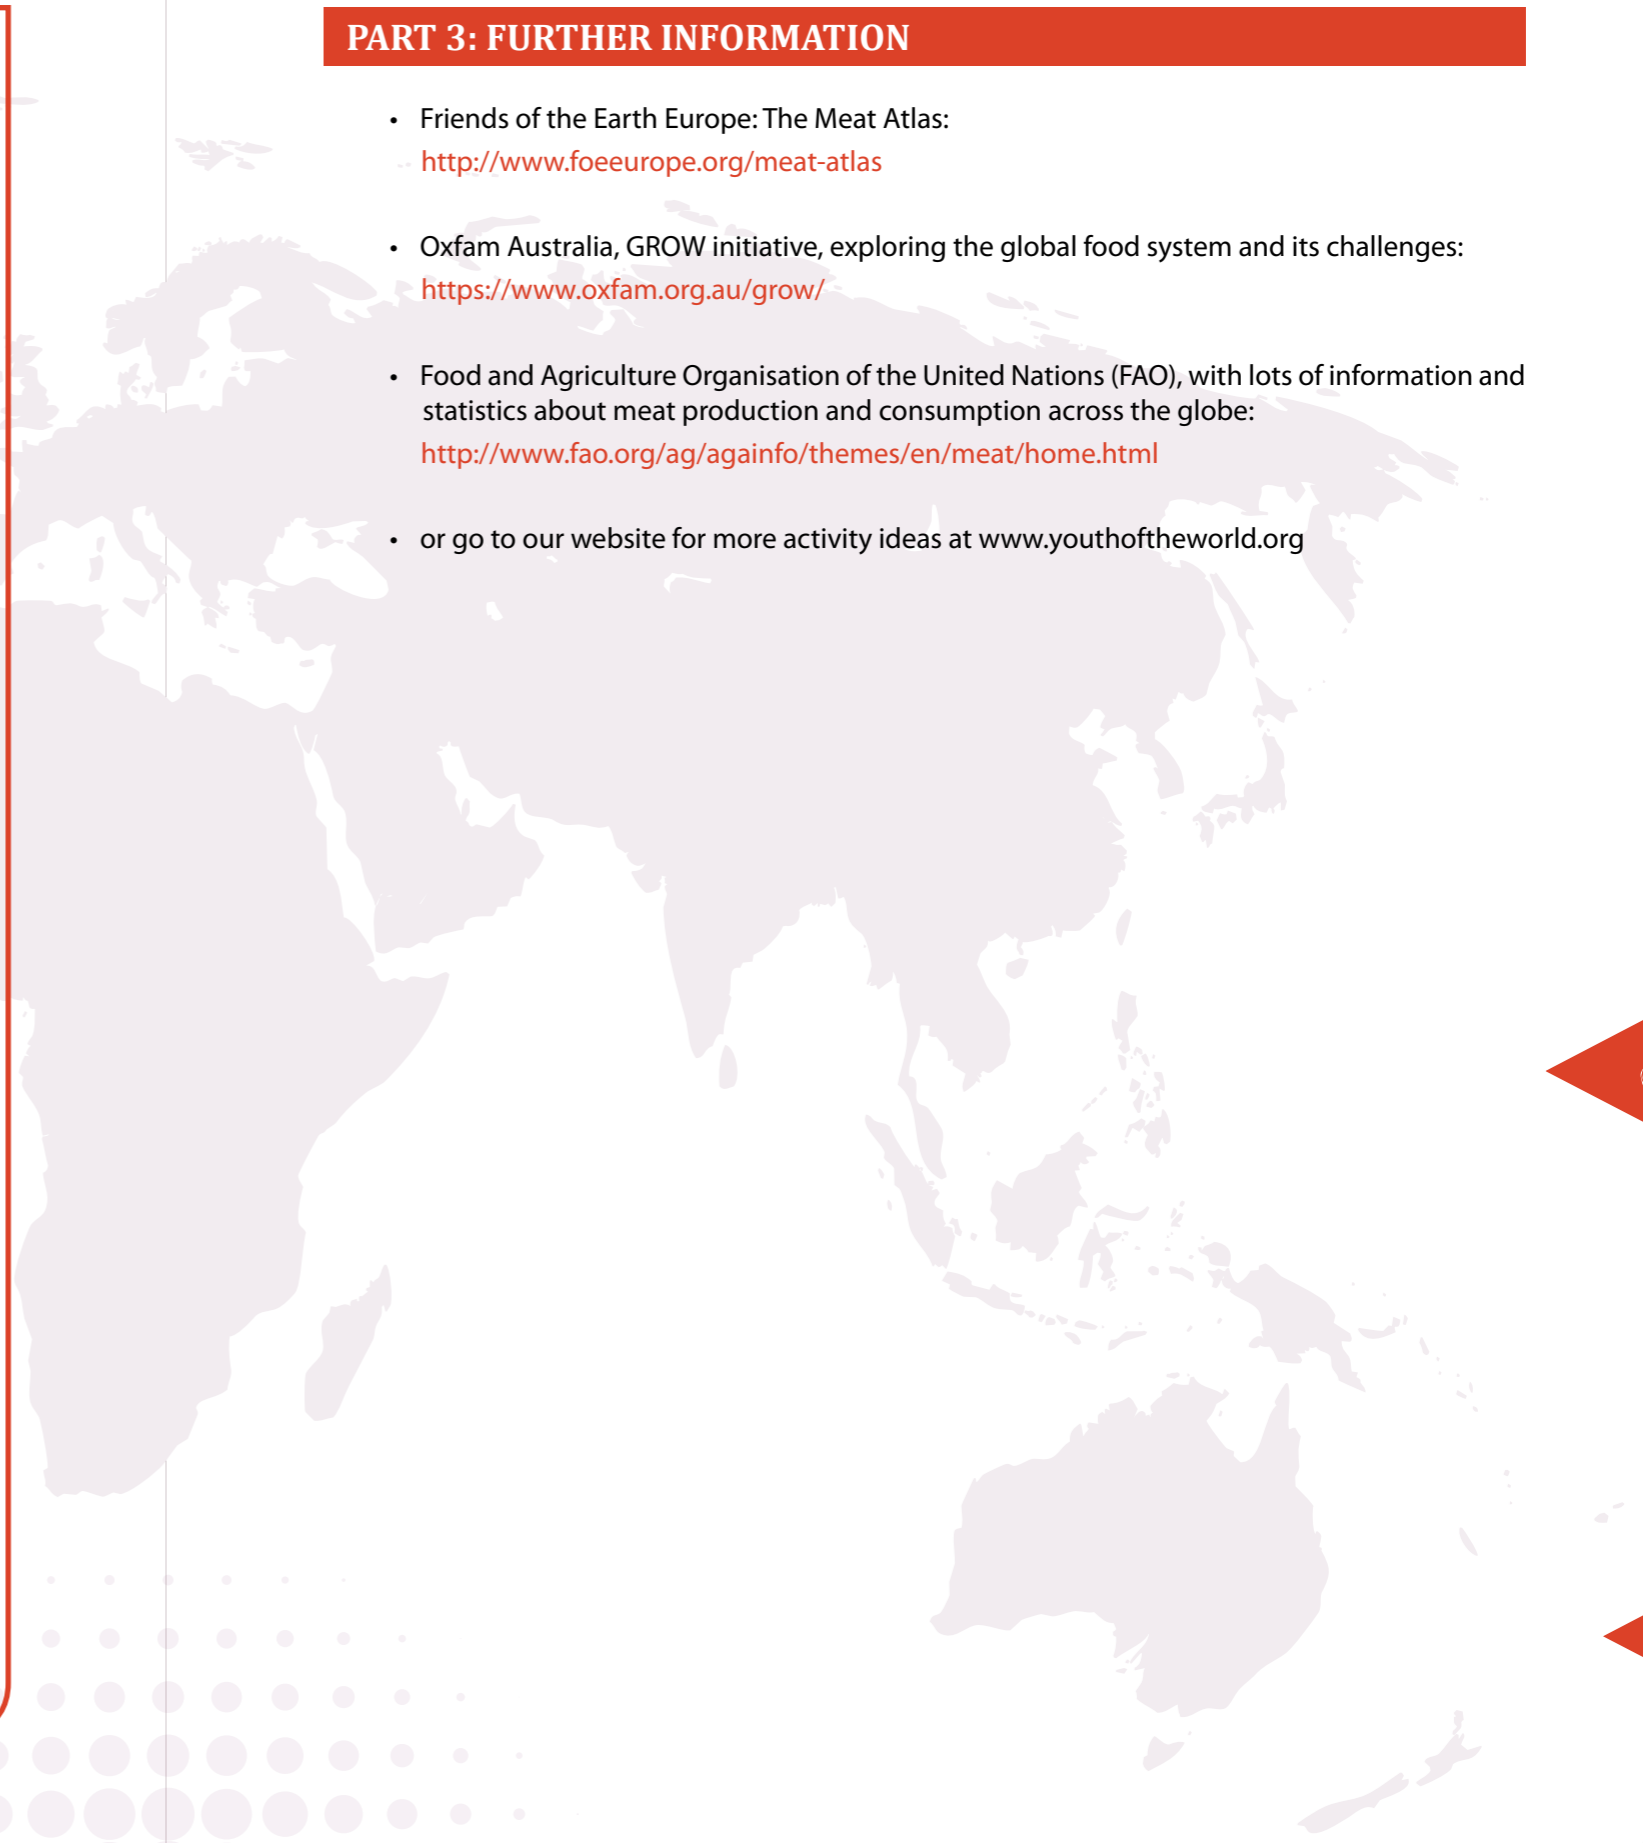 PART 3: FURTHER INFORMATION
• Friends of the Earth Europe: The Meat Atlas:
http://www.foeeurope.org/meat-atlas
• Oxfam Australia, GROW initiative, exploring the global food system and its challenges:
https://www.oxfam.org.au/grow/
• Food and Agriculture Organisation of the United Nations (FAO), with lots of information and
statistics about meat production and consumption across the globe:
http://www.fao.org/ag/againfo/themes/en/meat/home.html
• or go to our website for more activity ideas at www.youthoftheworld.org